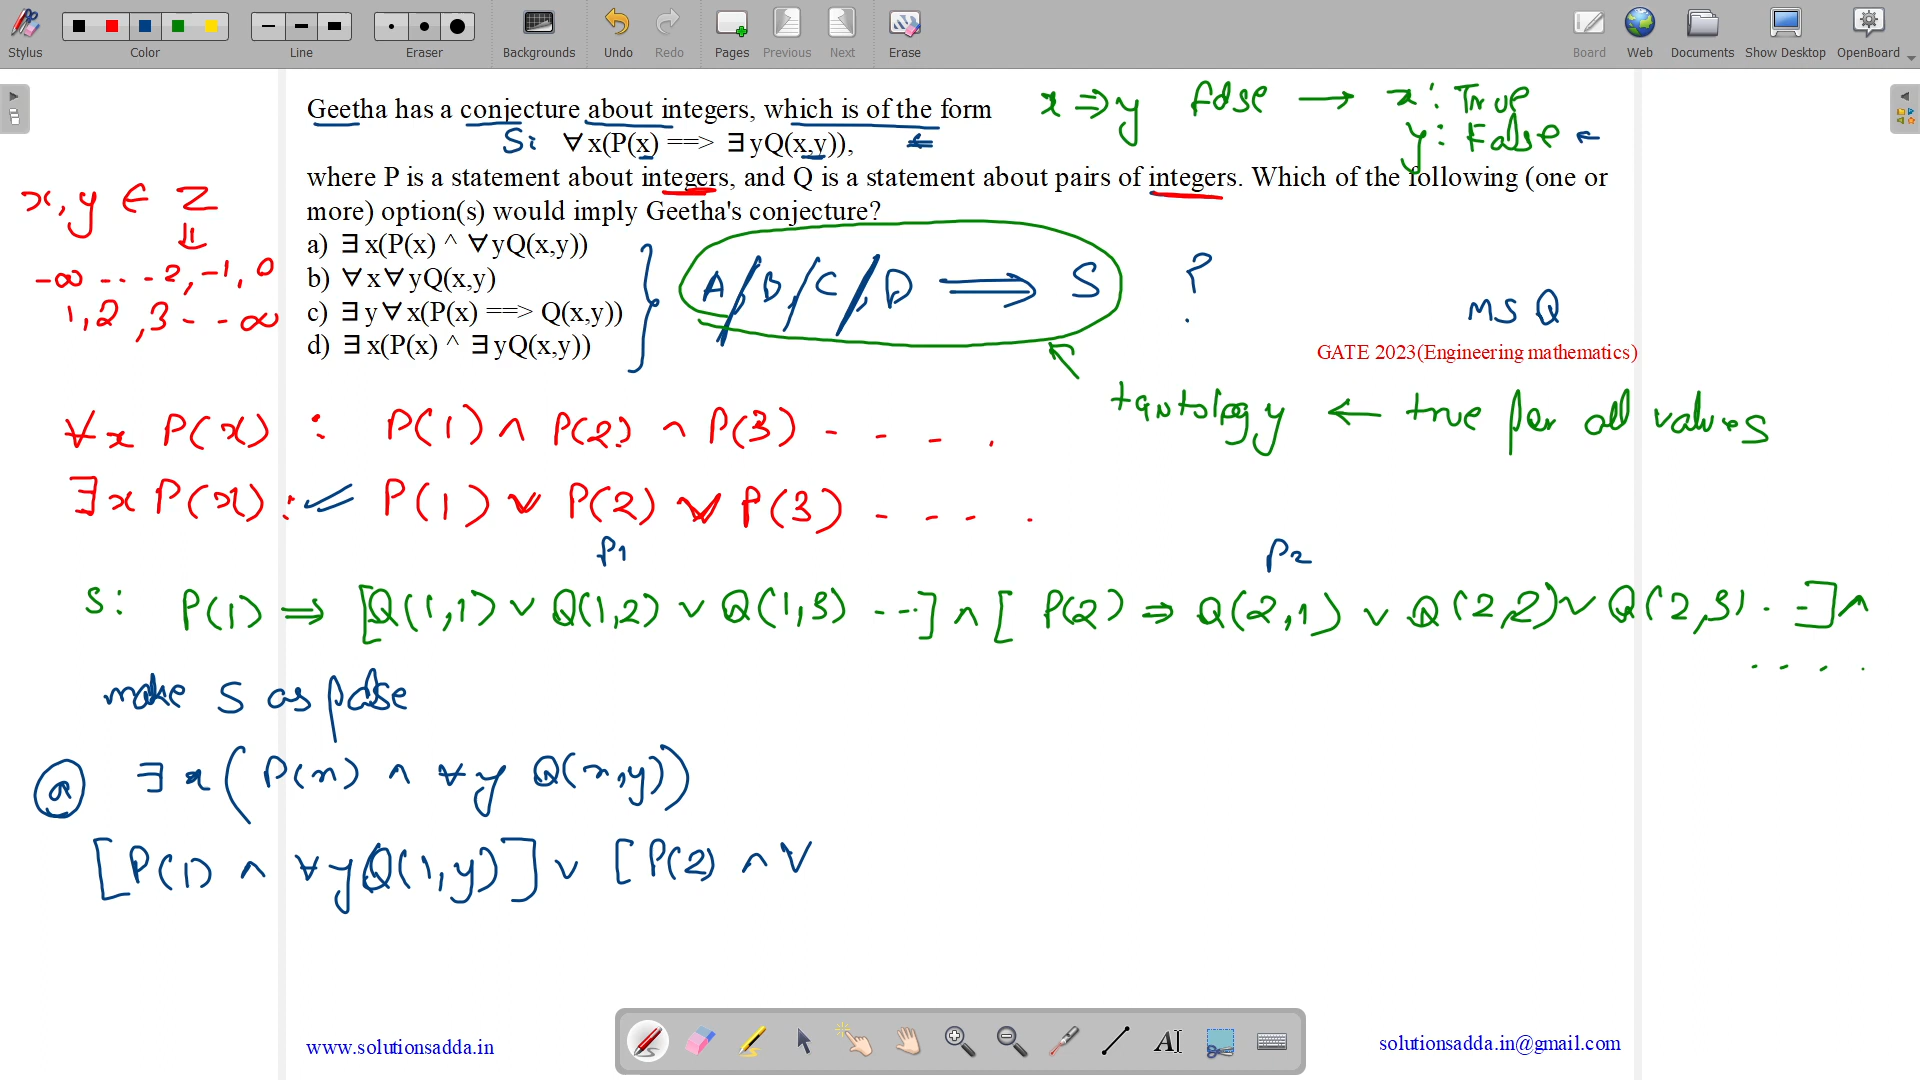 Stylus Color Line Eraser Backgrounds Undo Redo Pages Previous Next Erase Board Web Documents Show Desktop OpenBoard
Geetha has a conjecture about integers, which is of the form
S: ∀x(P(x) ==> ∃yQ(x,y)),
where P is a statement about integers, and Q is a statement about pairs of integers. Which of the following (one or
more) option(s) would imply Geetha's conjecture?
a) ∃x(P(x) ^ ∀yQ(x,y))
b) ∀x∀yQ(x,y)
c) ∃y∀x(P(x) ==> Q(x,y))
d) ∃x(P(x) ^ ∃yQ(x,y))
x ⇒ y false → x: True
y: False ←
x, y ∈ Z
-∞ ... -2, -1, 0
1, 2, 3 - - ∞
A/B/C/D ⟹ S ?
MSQ
GATE 2023(Engineering mathematics)
tautology ← true for all values
∀x P(x) : P(1) ∧ P(2) ∧ P(3) - - - .
∃x P(x) : P(1) ∨ P(2) ∨ P(3) - - - .
P1 P2
S: P(1) ⇒ [Q(1,1) ∨ Q(1,2) ∨ Q(1,3) ---] ∧ [P(2) ⇒ Q(2,1) ∨ Q(2,2) ∨ Q(2,3) . -] ∧
. . . .
make S as false
a ∃x (P(x) ∧ ∀y Q(x,y))
[P(1) ∧ ∀y Q(1,y)] ∨ [P(2) ∧ ∀
www.solutionsadda.in
solutionsadda.in@gmail.com